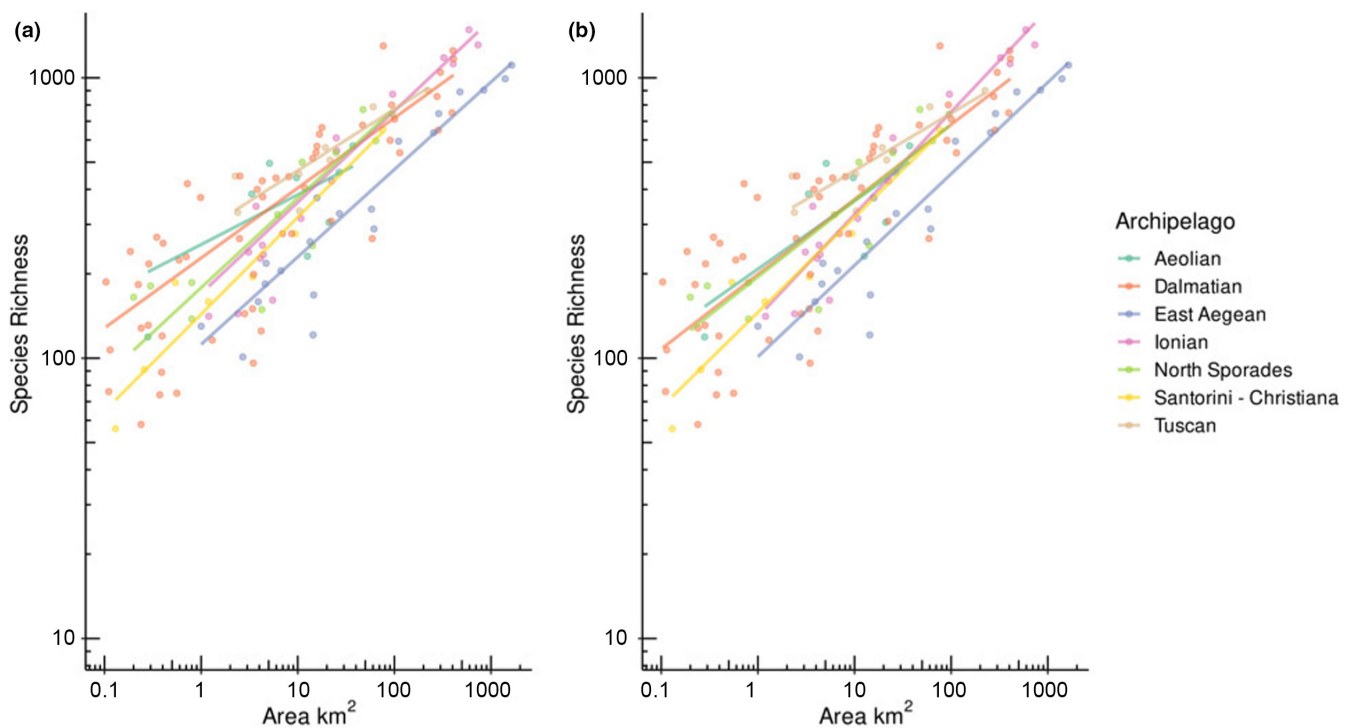 (a)
Species Richness
1000
100
10
0.1 1 10 100 1000
Area km²
(b)
Species Richness
1000
100
10
0.1 1 10 100 1000
Area km²
Archipelago
Aeolian
Dalmatian
East Aegean
Ionian
North Sporades
Santorini - Christiana
Tuscan